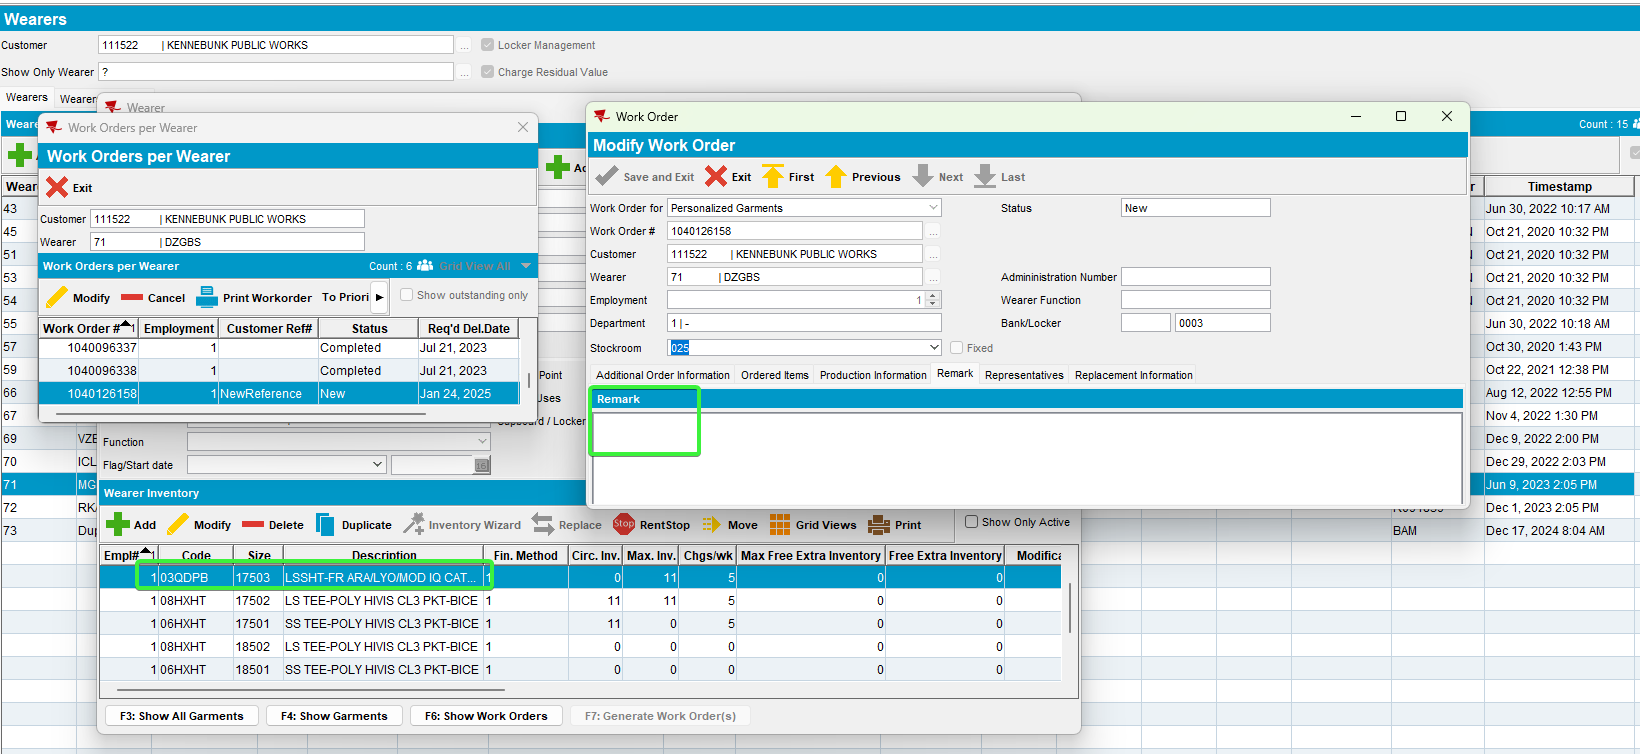 Wearers
Customer 111522 | KENNEBUNK PUBLIC WORKS ... Locker Management
Show Only Wearer ? ... Charge Residual Value
Wearers Wearer
Wearer
Count : 15
Work Orders per Wearer
Work Orders per Wearer
Exit
Customer 111522 | KENNEBUNK PUBLIC WORKS
Wearer 71 | DZGBS
Work Orders per Wearer Count : 6 Grid View All
Modify Cancel Print Workorder To Priori Show outstanding only
Work Order # 1 Employment Customer Ref# Status Req'd Del.Date
1040096337 1 Completed Jul 21, 2023
1040096338 1 Completed Jul 21, 2023
1040126158 1 NewReference New Jan 24, 2025
Work Order
Modify Work Order
Save and Exit Exit First Previous Next Last
Work Order for Personalized Garments Status New
Work Order # 1040126158 ...
Customer 111522 | KENNEBUNK PUBLIC WORKS ...
Wearer 71 | DZGBS ... Admininistration Number
Employment 1 Wearer Function
Department 1 | - Bank/Locker 0003
Stockroom 025 Fixed
Additional Order Information Ordered Items Production Information Remark Representatives Replacement Information
Remark
Timestamp
43 Jun 30, 2022 10:17 AM
45 Oct 21, 2020 10:32 PM
51 Oct 21, 2020 10:32 PM
53 Oct 21, 2020 10:32 PM
54 Oct 21, 2020 10:32 PM
55 Jun 30, 2022 10:18 AM
57 Oct 30, 2020 1:43 PM
59 Oct 22, 2021 12:38 PM
66 Aug 12, 2022 12:55 PM
67 Nov 4, 2022 1:30 PM
69 VZE Dec 9, 2022 2:00 PM
70 ICL Dec 29, 2022 2:03 PM
71 MG Jun 9, 2023 2:05 PM
72 RK Dec 1, 2023 2:05 PM
73 Dup BAM Dec 17, 2024 8:04 AM
Point
Uses
/ Locker
Function
Flag/Start date 16
Wearer Inventory
Add Modify Delete Duplicate Inventory Wizard Replace Stop RentStop Move Grid Views Print Show Only Active
Empl# 1 Code Size Description Fin. Method Circ. Inv. Max. Inv. Chgs/wk Max Free Extra Inventory Free Extra Inventory Modifica
1 03QDPB 17503 LSSHT-FR ARA/LYO/MOD IQ CAT... 1 0 11 5 0 0
1 08HXHT 17502 LS TEE-POLY HIVIS CL3 PKT-BICE 1 11 11 5 0 0
1 06HXHT 17501 SS TEE-POLY HIVIS CL3 PKT-BICE 1 11 0 5 0 0
1 08HXHT 18502 LS TEE-POLY HIVIS CL3 PKT-BICE 1 0 0 0 0 0
1 06HXHT 18501 SS TEE-POLY HIVIS CL3 PKT-BICE 1 0 0 0 0 0
F3: Show All Garments F4: Show Garments F6: Show Work Orders F7: Generate Work Order(s)